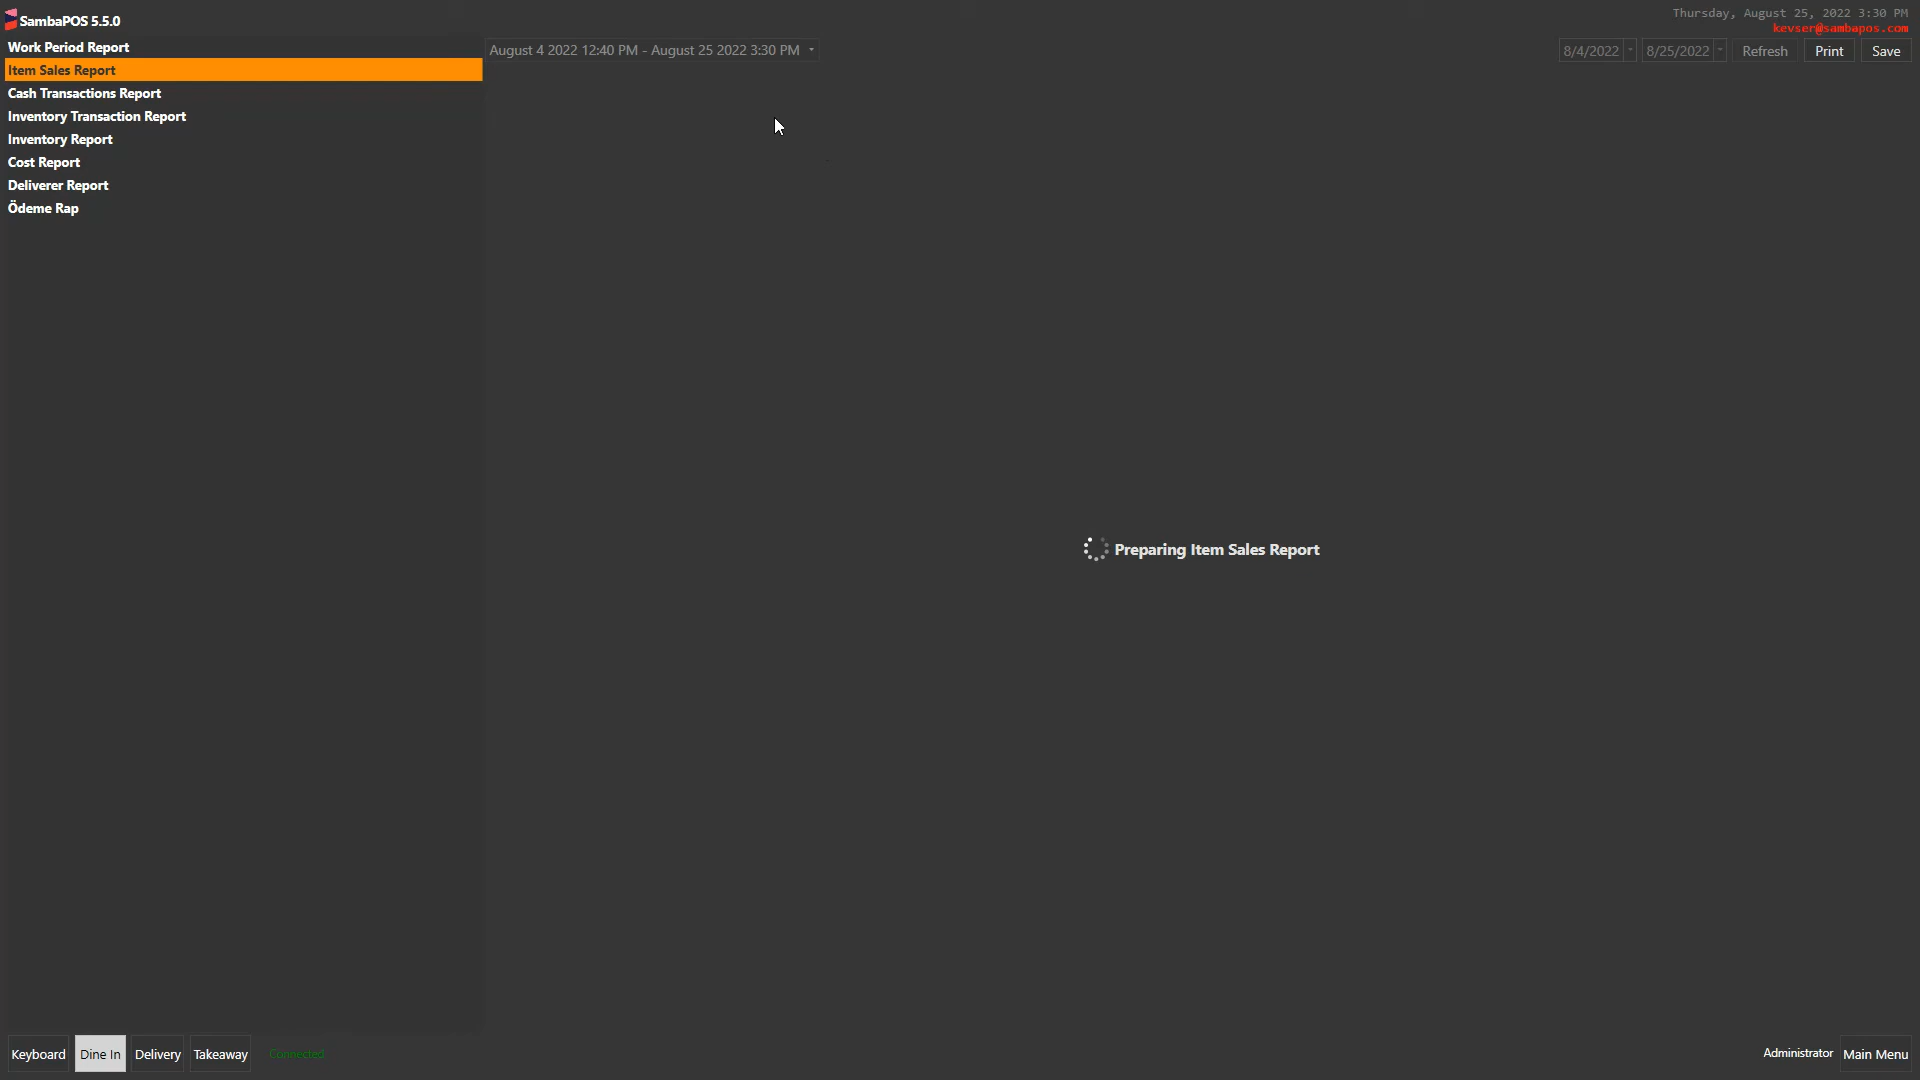 SambaPOS 5.5.0
Thursday, August 25, 2022 3:30 PM
kevser@sambapos.com
Work Period Report
Item Sales Report
Cash Transactions Report
Inventory Transaction Report
Inventory Report
Cost Report
Deliverer Report
Ödeme Rap
August 4 2022 12:40 PM - August 25 2022 3:30 PM
8/4/2022
8/25/2022
Refresh
Print
Save
Preparing Item Sales Report
Keyboard
Dine In
Delivery
Takeaway
Connected
Administrator
Main Menu